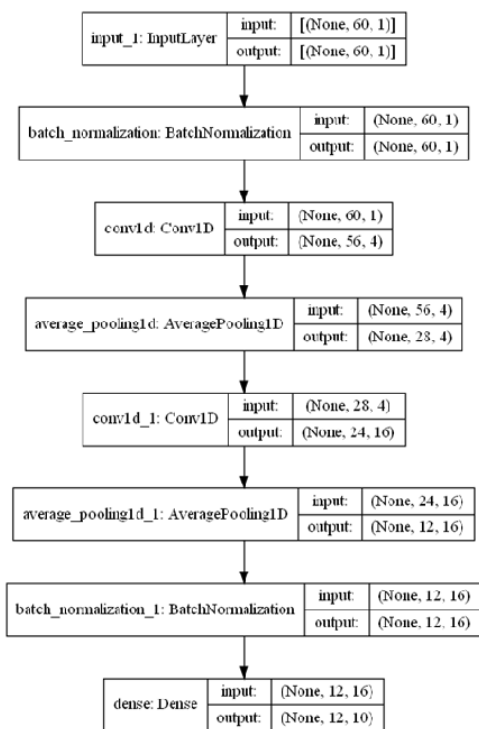 input_1: InputLayer
input: [(None, 60, 1)]
output: [(None, 60, 1)]
batch_normalization: BatchNormalization
input: (None, 60, 1)
output: (None, 60, 1)
conv1d: Conv1D
input: (None, 60, 1)
output: (None, 56, 4)
average_pooling1d: AveragePooling1D
input: (None, 56, 4)
output: (None, 28, 4)
conv1d_1: Conv1D
input: (None, 28, 4)
output: (None, 24, 16)
average_pooling1d_1: AveragePooling1D
input: (None, 24, 16)
output: (None, 12, 16)
batch_normalization_1: BatchNormalization
input: (None, 12, 16)
output: (None, 12, 16)
dense: Dense
input: (None, 12, 16)
output: (None, 12, 10)